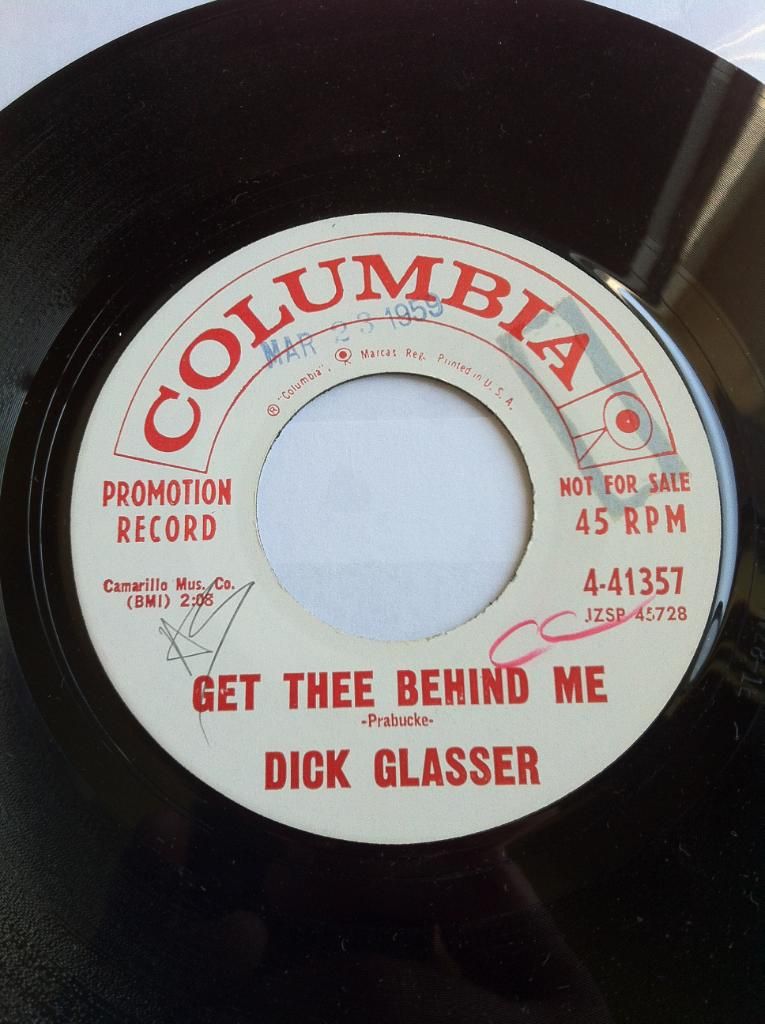 COLUMBIA
MAR 23 1959
® "Columbia", Marcas Reg. Printed in U. S. A.
PROMOTION
RECORD
NOT FOR SALE
45 RPM
Camarillo Mus. Co.
(BMI) 2:08
4-41357
JZSP 45728
GET THEE BEHIND ME
-Prabucke-
DICK GLASSER